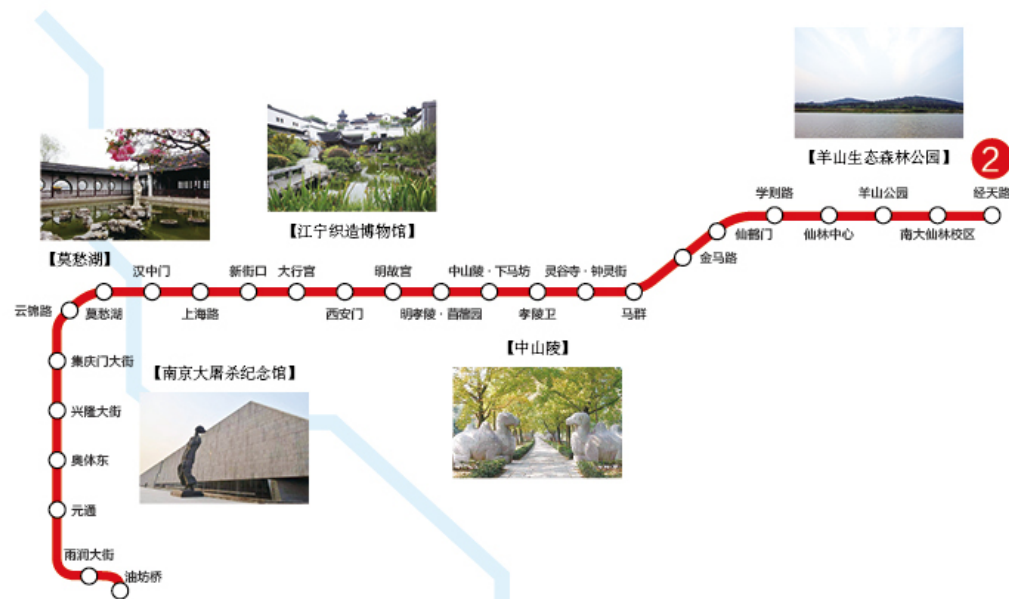 【羊山生态森林公园】
2
学则路
羊山公园
经天路
仙鹤门
仙林中心
南大仙林校区
金马路
【江宁织造博物馆】
【莫愁湖】
汉中门
新街口
大行宫
明故宫
中山陵·下马坊
灵谷寺·钟灵街
云锦路
莫愁湖
上海路
西安门
明孝陵·苜蓿园
孝陵卫
马群
【中山陵】
集庆门大街
【南京大屠杀纪念馆】
兴隆大街
奥体东
元通
雨润大街
油坊桥